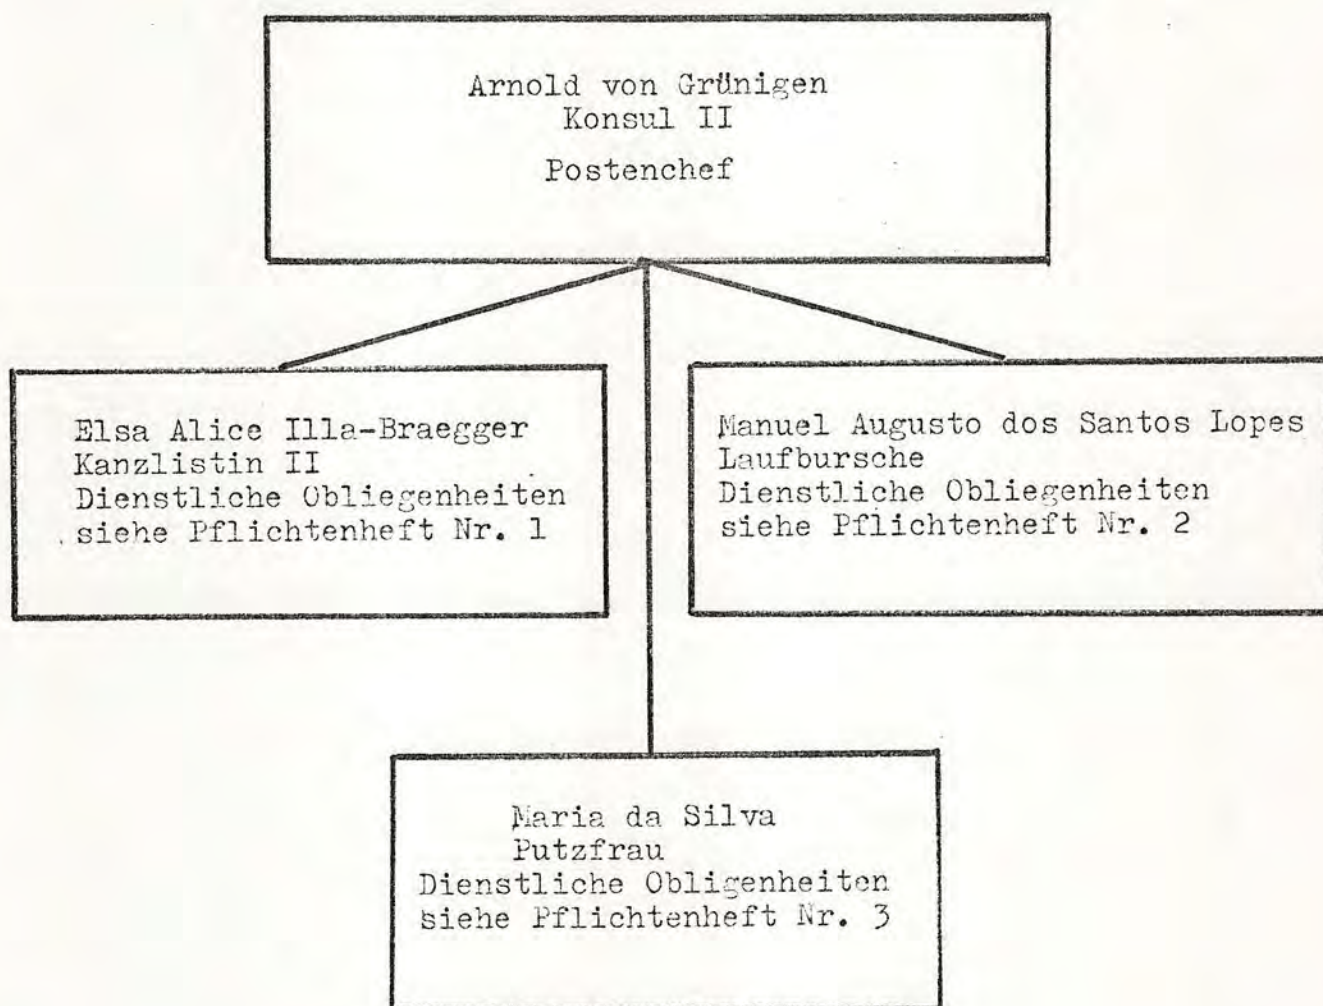 Arnold von Grünigen
Konsul II
Postenchef
Elsa Alice Illa-Braegger
Kanzlistin II
Dienstliche Obliegenheiten
siehe Pflichtenheft Nr. 1
Manuel Augusto dos Santos Lopes
Laufbursche
Dienstliche Obliegenheiten
siehe Pflichtenheft Nr. 2
Maria da Silva
Putzfrau
Dienstliche Obligenheiten
siehe Pflichtenheft Nr. 3